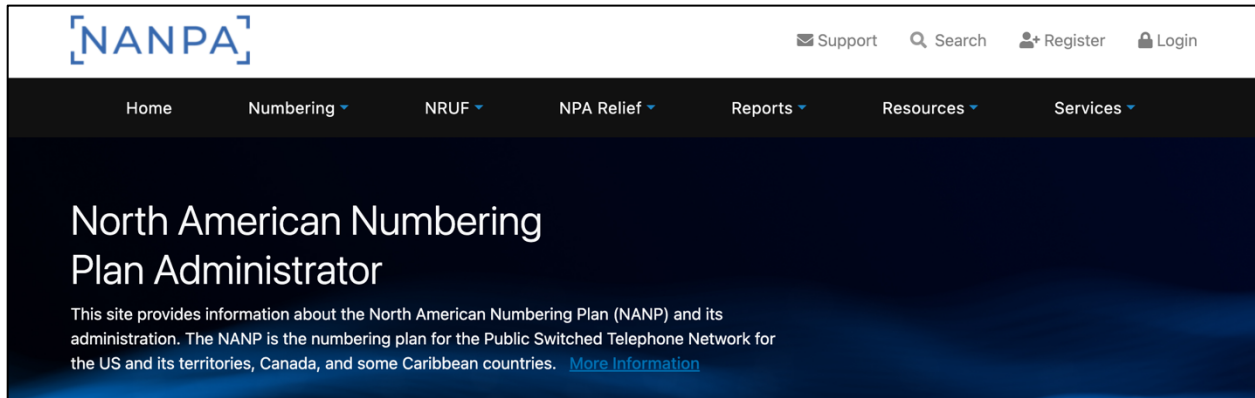 NANPA
Support Search Register Login
Home Numbering NRUF NPA Relief Reports Resources Services
North American Numbering
Plan Administrator
This site provides information about the North American Numbering Plan (NANP) and its
administration. The NANP is the numbering plan for the Public Switched Telephone Network for
the US and its territories, Canada, and some Caribbean countries. More Information